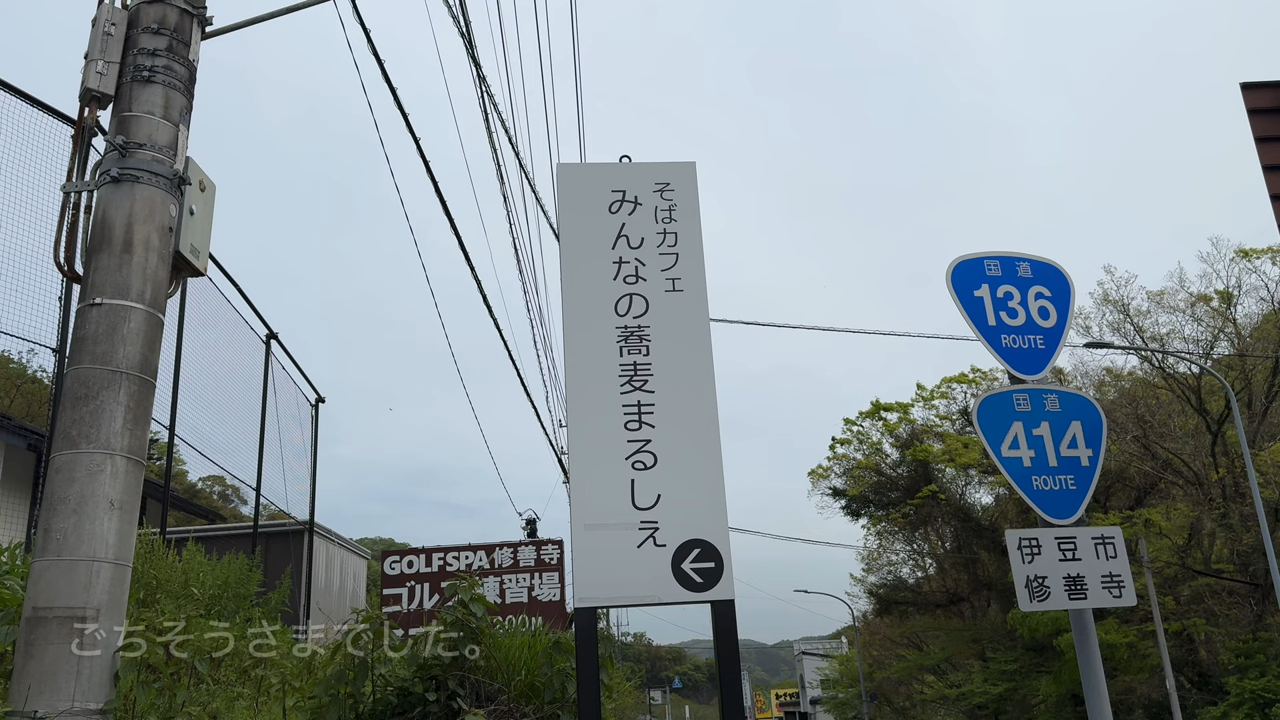 そばカフェ
みんなの蕎麦まるしぇ
国道
136
ROUTE
国道
414
ROUTE
伊豆市
修善寺
GOLFSPA修善寺
ゴルフ練習場
ごちそうさまでした。